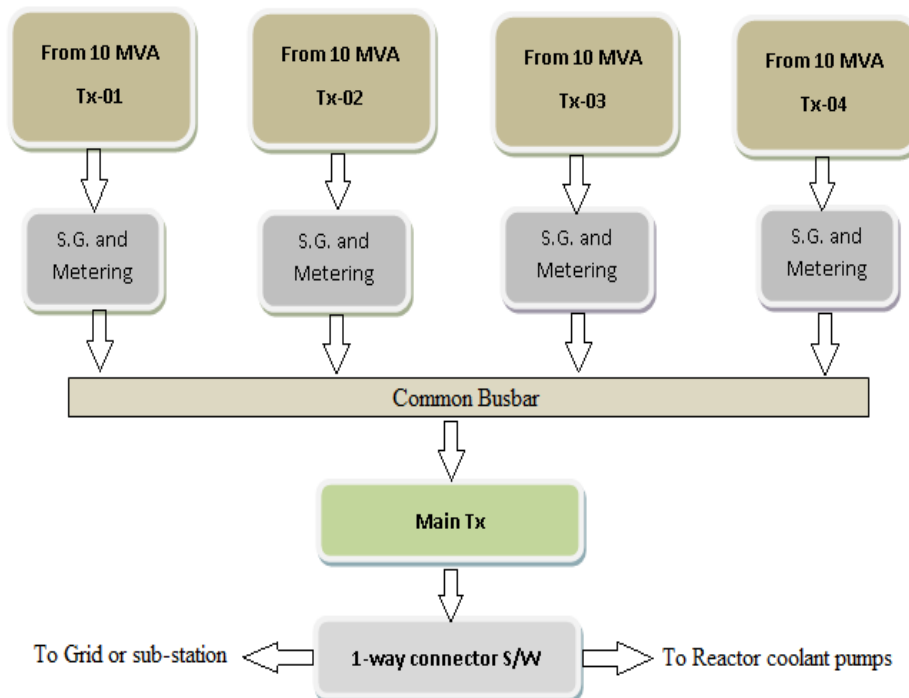 From 10 MVA
Tx-01
From 10 MVA
Tx-02
From 10 MVA
Tx-03
From 10 MVA
Tx-04
S.G. and
Metering
S.G. and
Metering
S.G. and
Metering
S.G. and
Metering
Common Busbar
Main Tx
To Grid or sub-station
1-way connector S/W
To Reactor coolant pumps